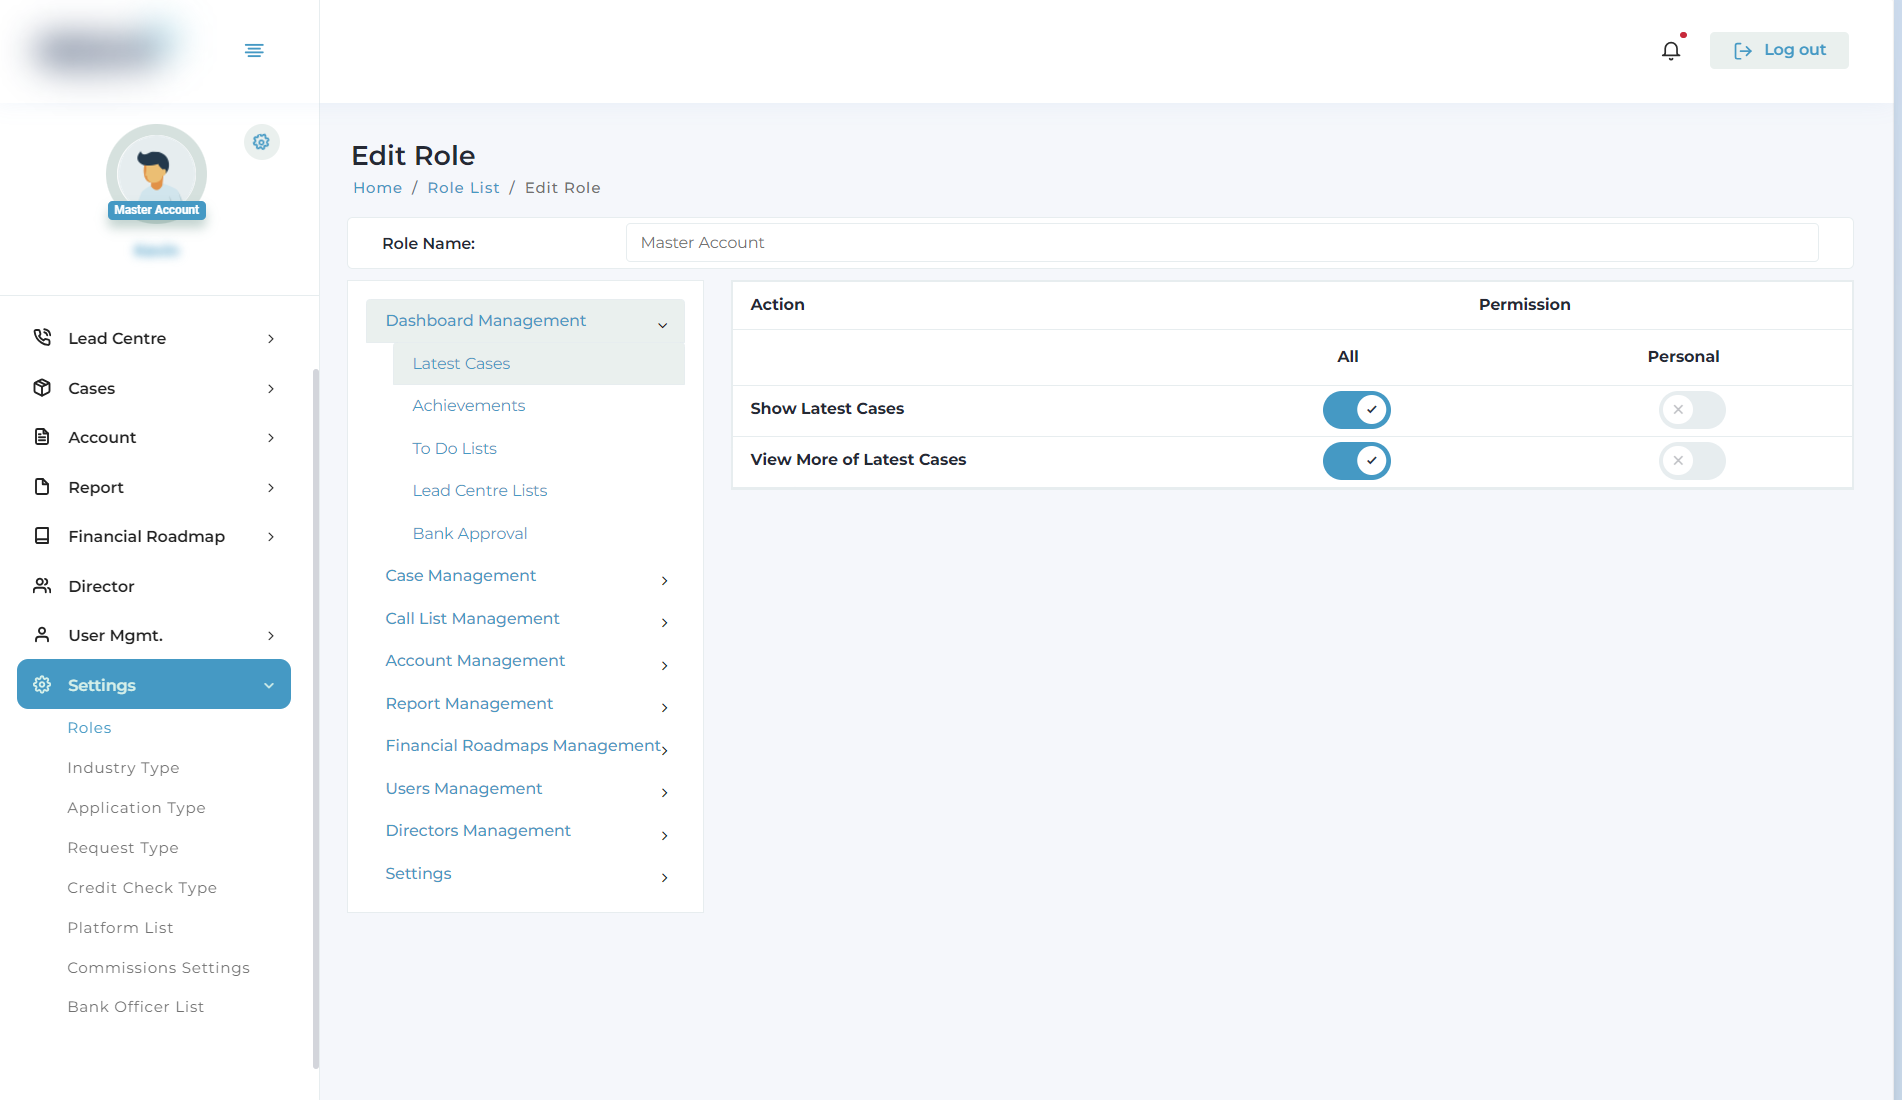 Log out
Master Account
Lead Centre
Cases
Account
Report
Financial Roadmap
Director
User Mgmt.
Settings
Roles
Industry Type
Application Type
Request Type
Credit Check Type
Platform List
Commissions Settings
Bank Officer List
Edit Role
Home / Role List / Edit Role
Role Name: Master Account
Dashboard Management
Latest Cases
Achievements
To Do Lists
Lead Centre Lists
Bank Approval
Case Management
Call List Management
Account Management
Report Management
Financial Roadmaps Management
Users Management
Directors Management
Settings
Action Permission
All Personal
Show Latest Cases
View More of Latest Cases